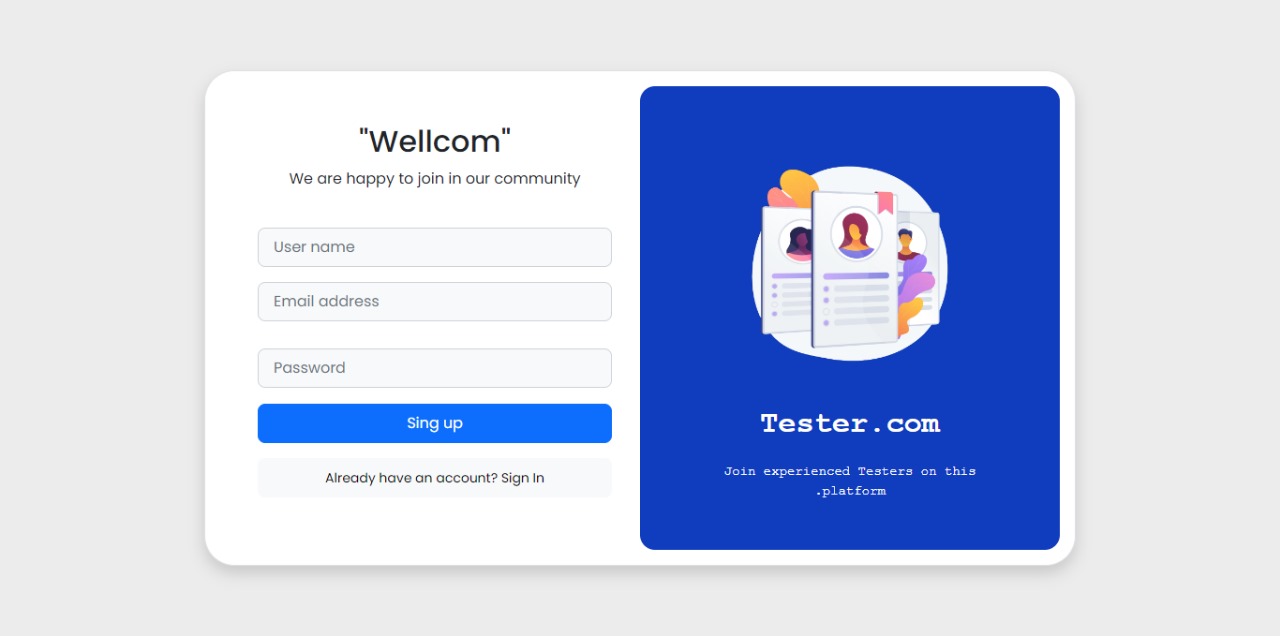 "Wellcom"
We are happy to join in our community
User name
Email address
Password
Sing up
Already have an account? Sign In
Tester.com
Join experienced Testers on this
.platform